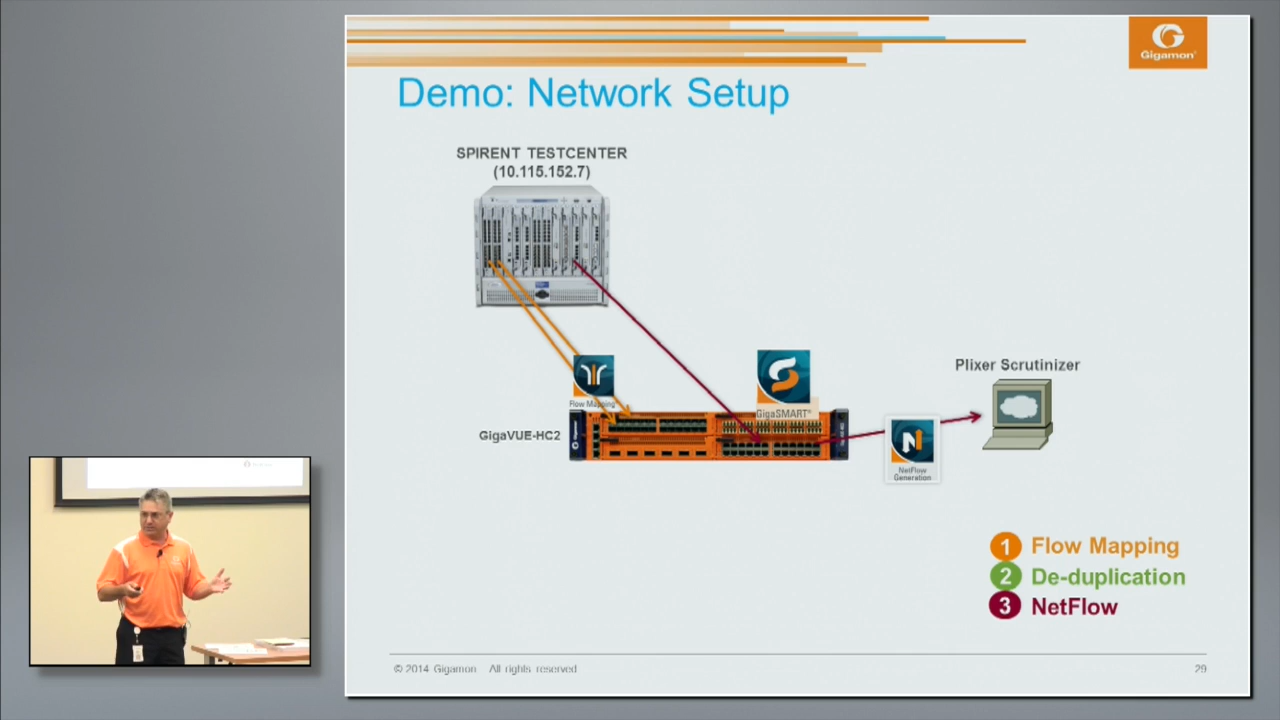 Gigamon
Demo: Network Setup
SPIRENT TESTCENTER
(10.115.152.7)
Flow Mapping
GigaSMART
Plixer Scrutinizer
GigaVUE-HC2
NetFlow
Generation
1 Flow Mapping
2 De-duplication
3 NetFlow
© 2014 Gigamon All rights reserved
29